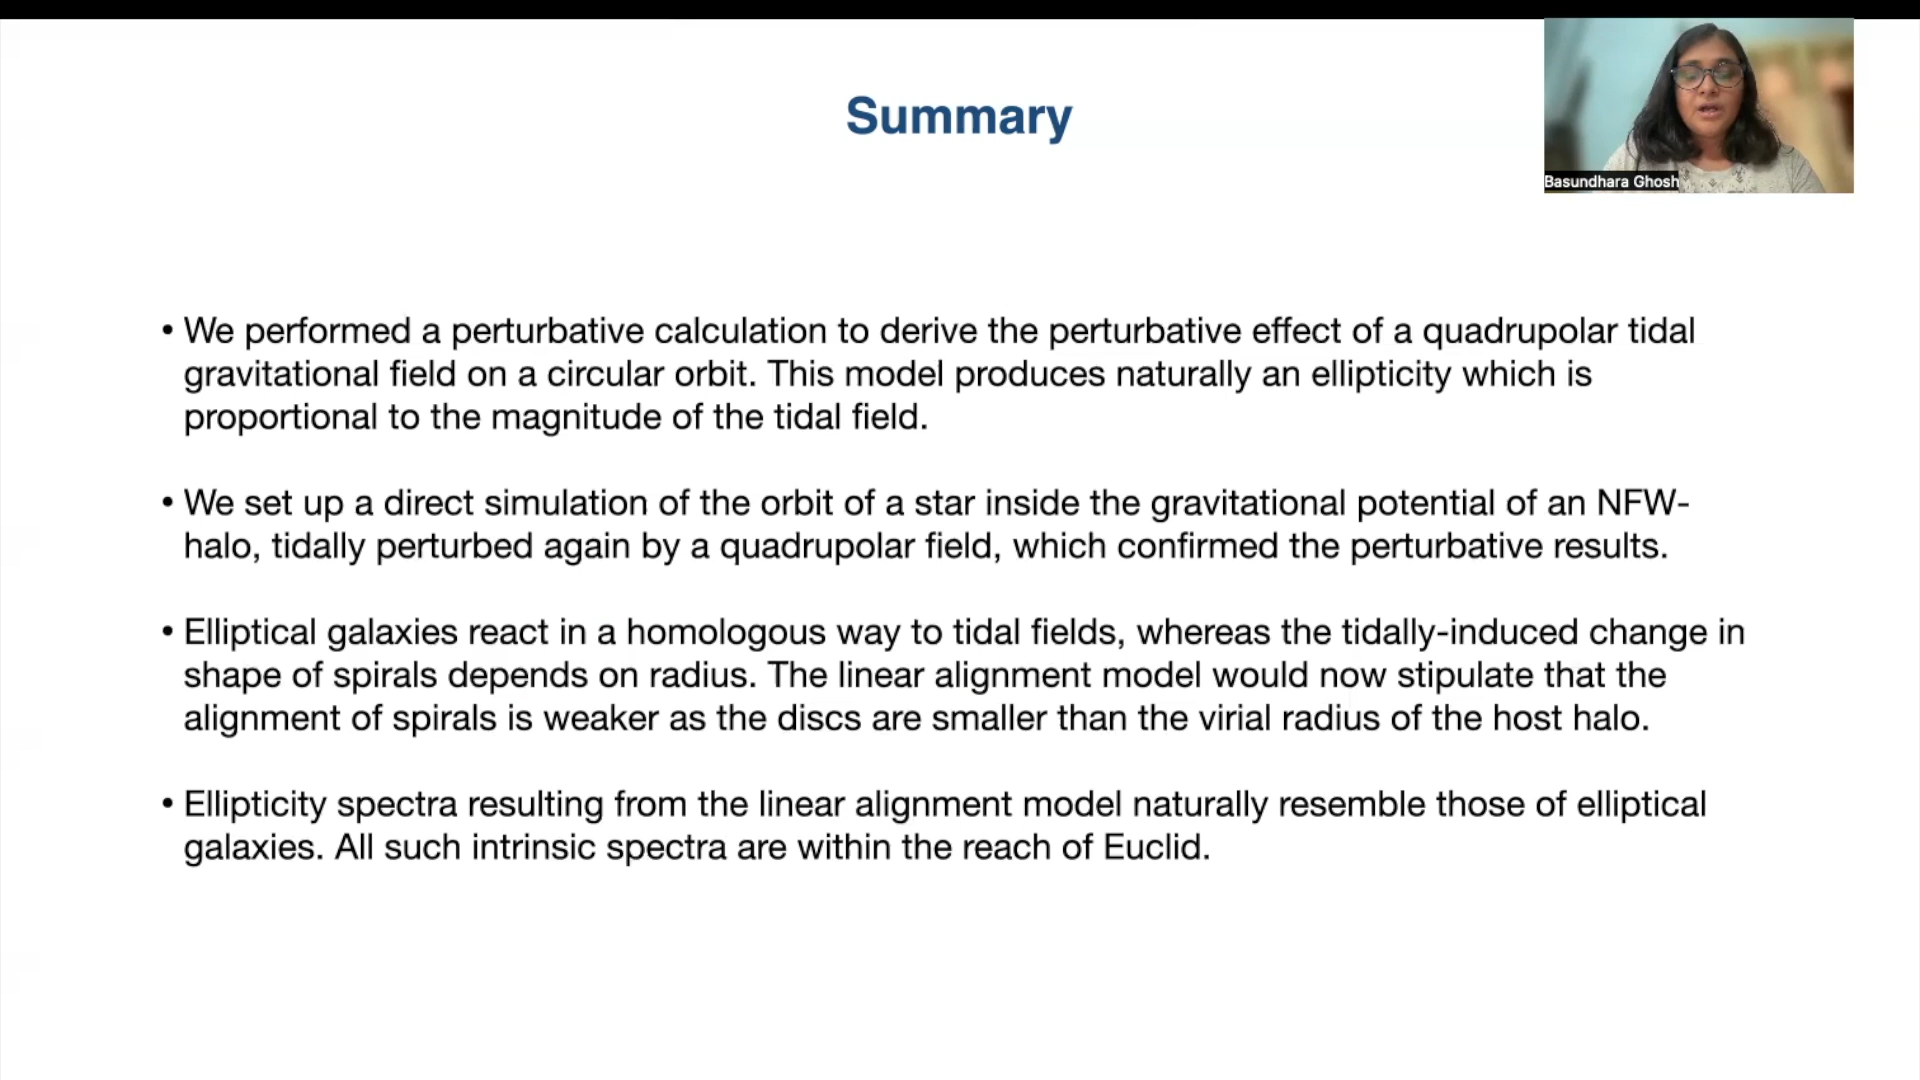 Summary
Basundhara Ghosh
• We performed a perturbative calculation to derive the perturbative effect of a quadrupolar tidal
gravitational field on a circular orbit. This model produces naturally an ellipticity which is
proportional to the magnitude of the tidal field.
• We set up a direct simulation of the orbit of a star inside the gravitational potential of an NFW-
halo, tidally perturbed again by a quadrupolar field, which confirmed the perturbative results.
• Elliptical galaxies react in a homologous way to tidal fields, whereas the tidally-induced change in
shape of spirals depends on radius. The linear alignment model would now stipulate that the
alignment of spirals is weaker as the discs are smaller than the virial radius of the host halo.
• Ellipticity spectra resulting from the linear alignment model naturally resemble those of elliptical
galaxies. All such intrinsic spectra are within the reach of Euclid.